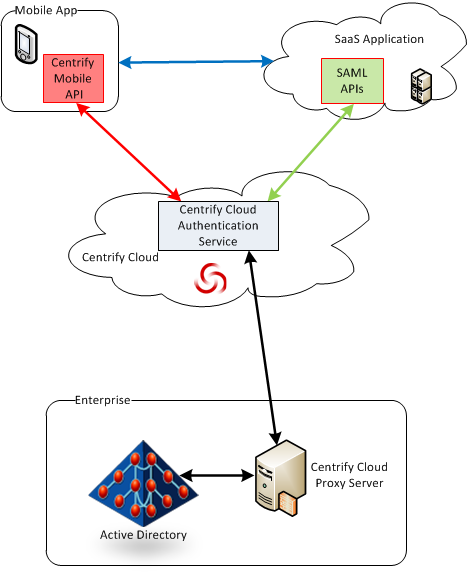 Mobile App
Centrify
Mobile
API
SaaS Application
SAML
APIs
Centrify Cloud
Authentication
Service
Centrify Cloud
Enterprise
Centrify Cloud
Proxy Server
Active Directory